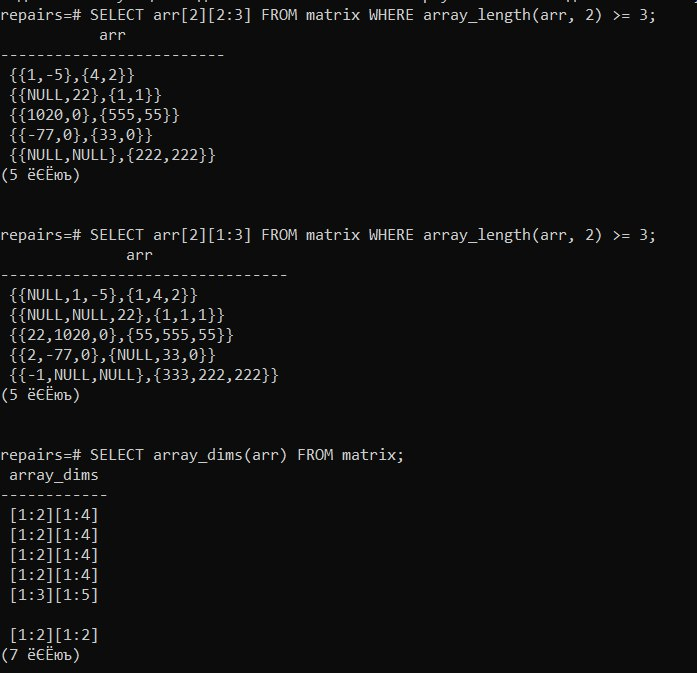 repairs=# SELECT arr[2][2:3] FROM matrix WHERE array_length(arr, 2) >= 3;
arr
-------------------------
{{1,-5},{4,2}}
{{NULL,22},{1,1}}
{{1020,0},{555,55}}
{{-77,0},{33,0}}
{{NULL,NULL},{222,222}}
(5 ёЄЁюъ)
repairs=# SELECT arr[2][1:3] FROM matrix WHERE array_length(arr, 2) >= 3;
arr
--------------------------------
{{NULL,1,-5},{1,4,2}}
{{NULL,NULL,22},{1,1,1}}
{{22,1020,0},{55,555,55}}
{{2,-77,0},{NULL,33,0}}
{{-1,NULL,NULL},{333,222,222}}
(5 ёЄЁюъ)
repairs=# SELECT array_dims(arr) FROM matrix;
array_dims
------------
[1:2][1:4]
[1:2][1:4]
[1:2][1:4]
[1:2][1:4]
[1:3][1:5]
[1:2][1:2]
(7 ёЄЁюъ)